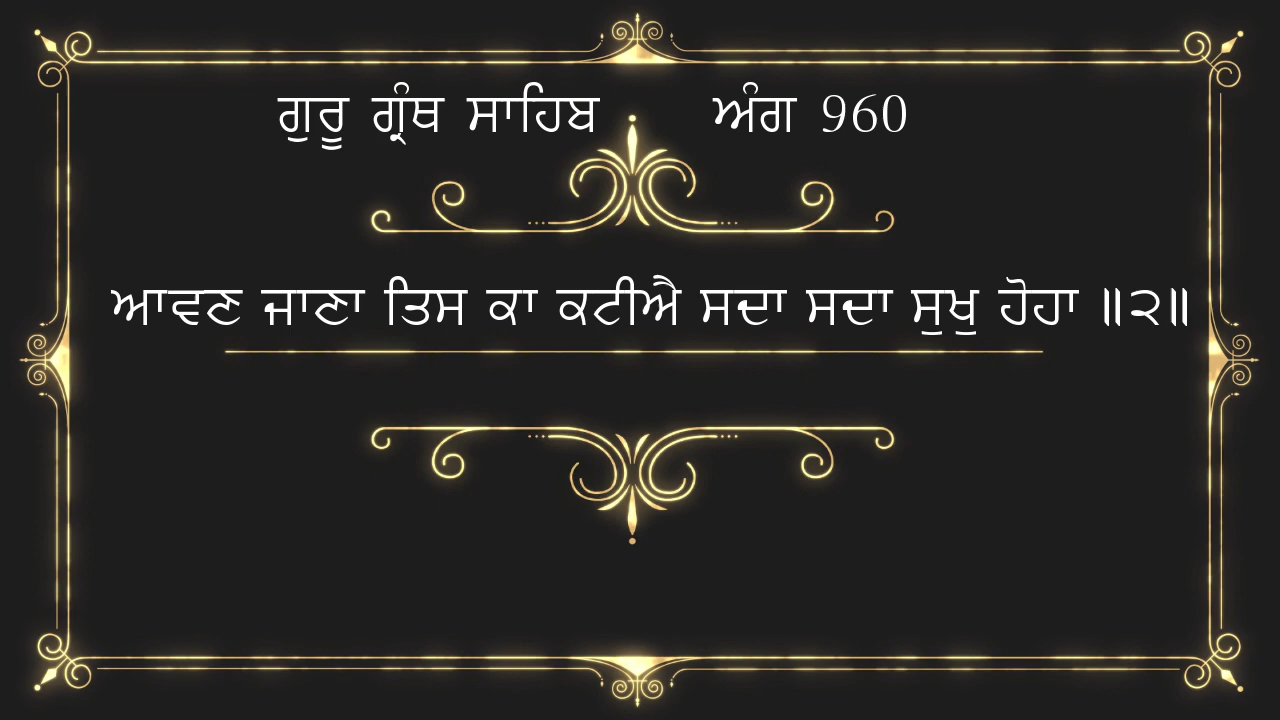 ਗੁਰੂ ਗ੍ਰੰਥ ਸਾਹਿਬ ਅੰਗ 960
ਆਵਣ ਜਾਣਾ ਤਿਸ ਕਾ ਕਟੀਐ ਸਦਾ ਸਦਾ ਸੁਖੁ ਹੋਹਾ ॥੨॥